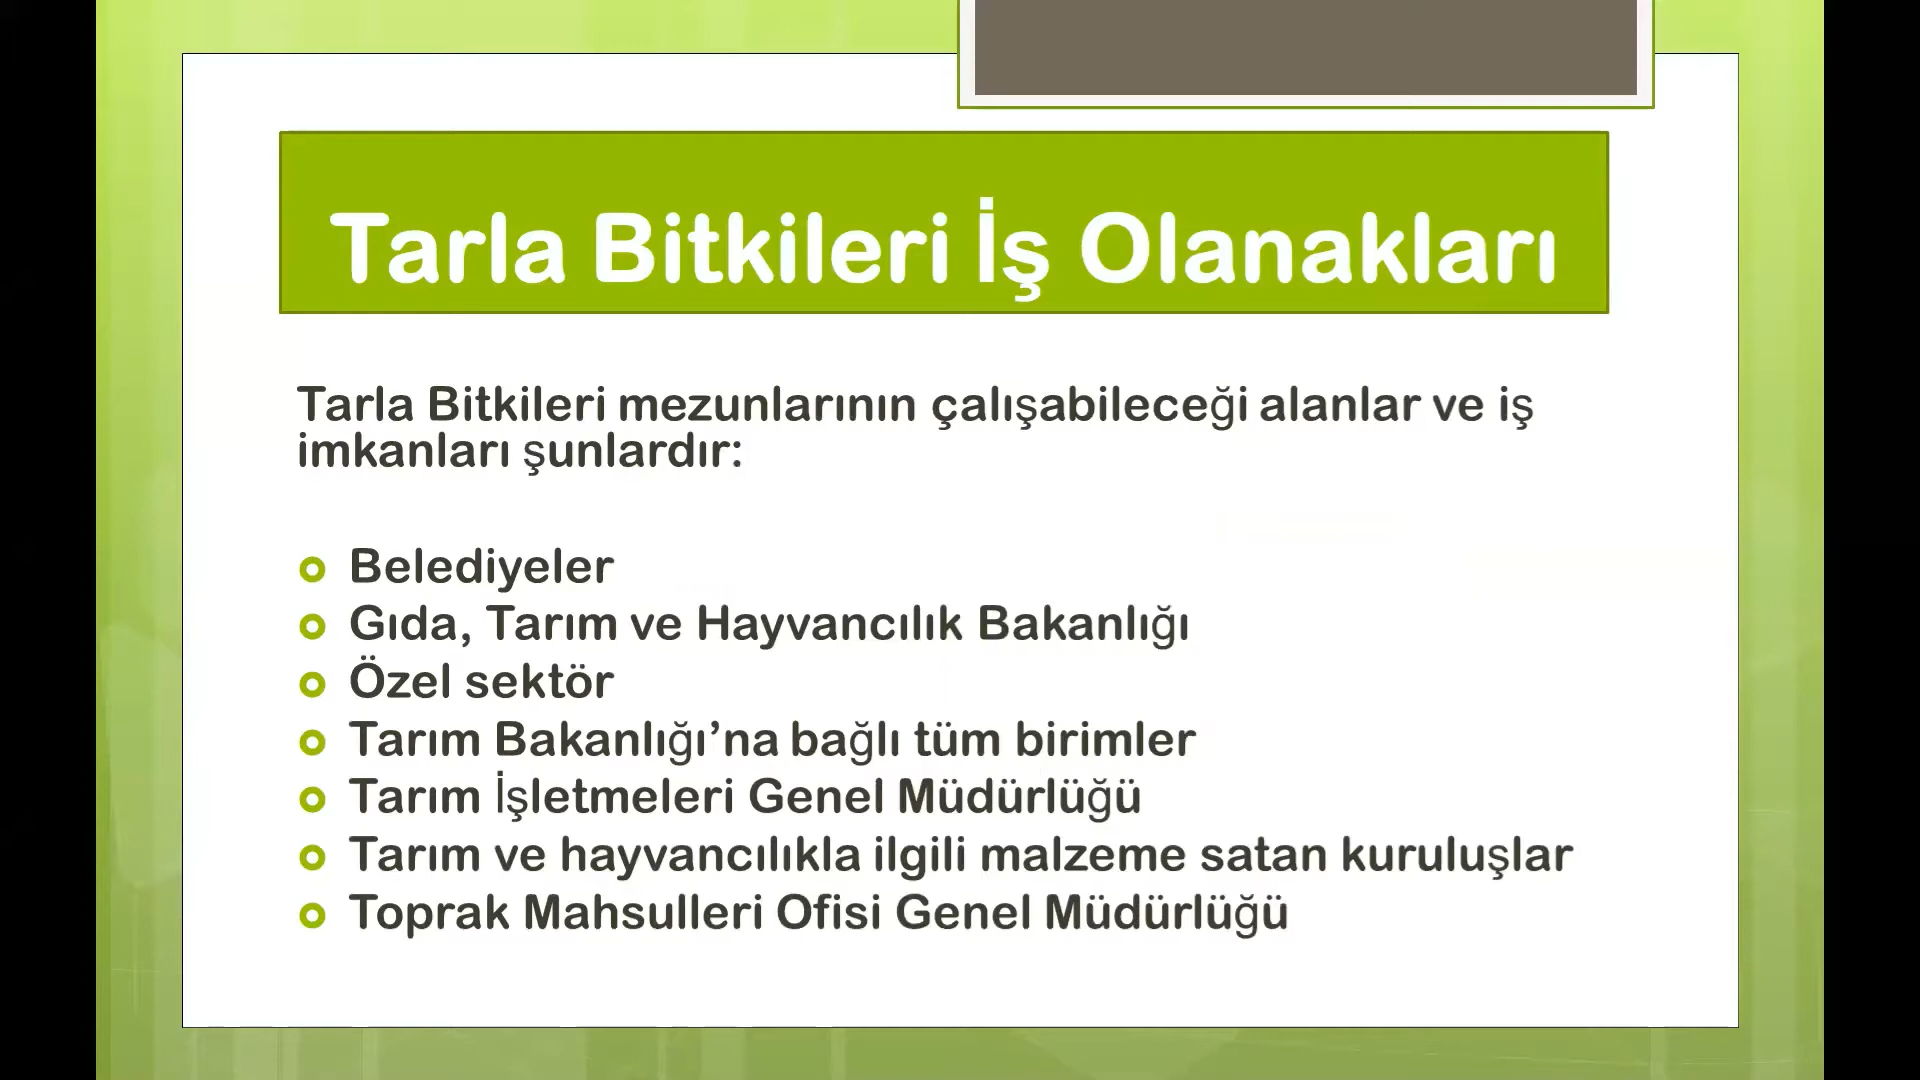 Tarla Bitkileri İş Olanakları
Tarla Bitkileri mezunlarının çalışabileceği alanlar ve iş
imkanları şunlardır:
Belediyeler
Gıda, Tarım ve Hayvancılık Bakanlığı
Özel sektör
Tarım Bakanlığı’na bağlı tüm birimler
Tarım İşletmeleri Genel Müdürlüğü
Tarım ve hayvancılıkla ilgili malzeme satan kuruluşlar
Toprak Mahsulleri Ofisi Genel Müdürlüğü